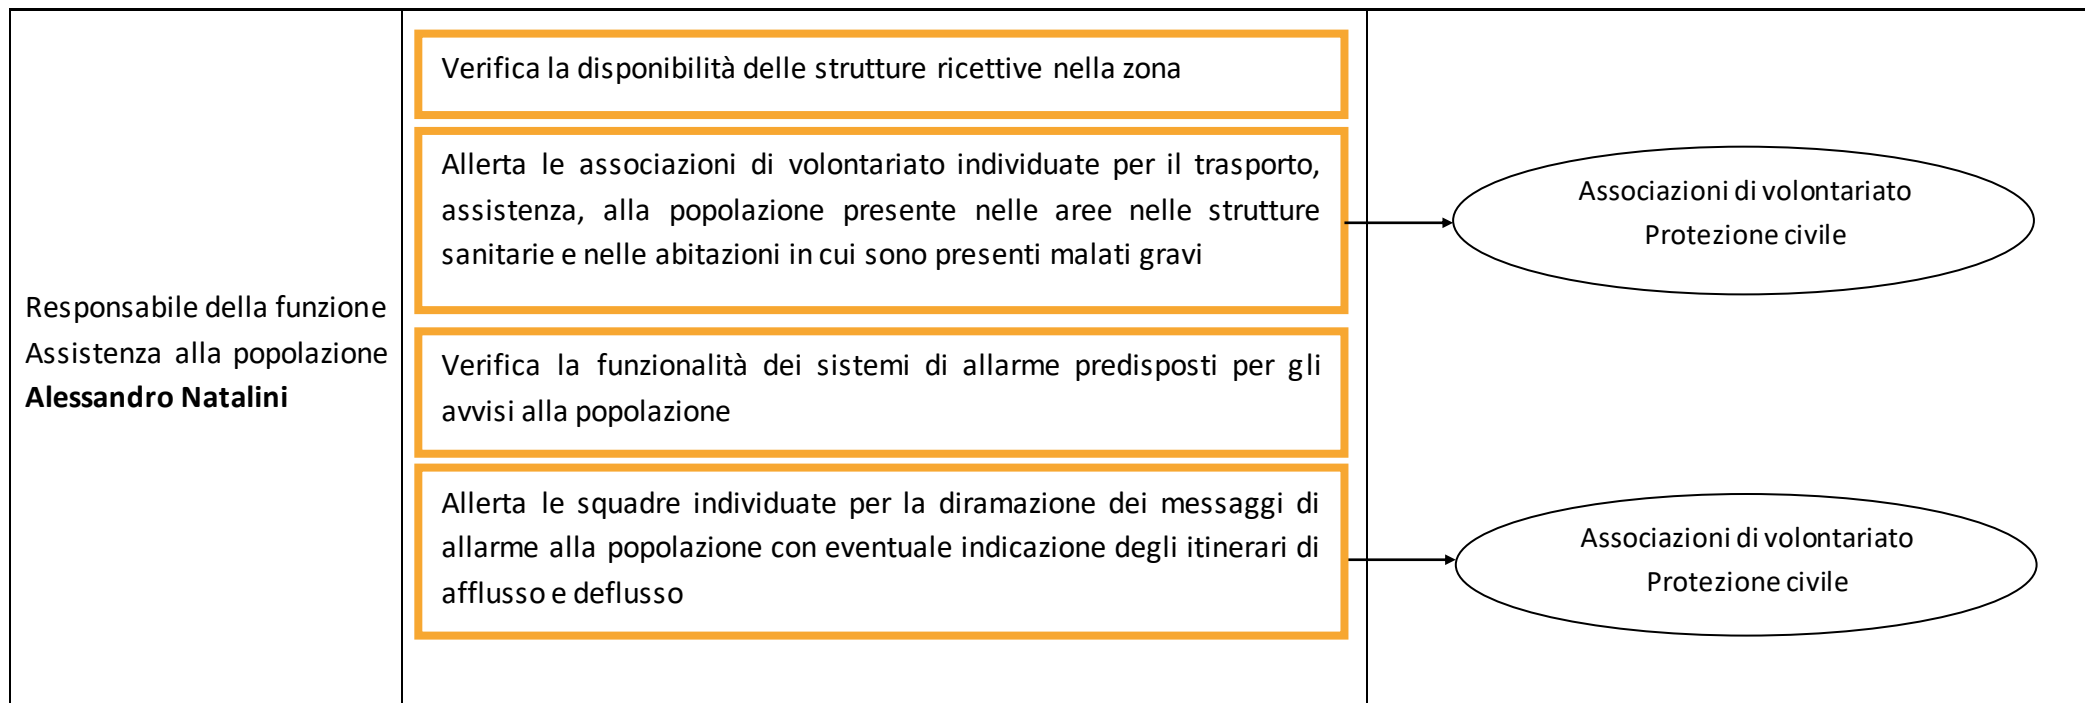 Responsabile della funzione
Assistenza alla popolazione
Alessandro Natalini
Verifica la disponibilità delle strutture ricettive nella zona
Allerta le associazioni di volontariato individuate per il trasporto,
assistenza, alla popolazione presente nelle aree nelle strutture
sanitarie e nelle abitazioni in cui sono presenti malati gravi
Verifica la funzionalità dei sistemi di allarme predisposti per gli
avvisi alla popolazione
Allerta le squadre individuate per la diramazione dei messaggi di
allarme alla popolazione con eventuale indicazione degli itinerari di
afflusso e deflusso
Associazioni di volontariato
Protezione civile
Associazioni di volontariato
Protezione civile